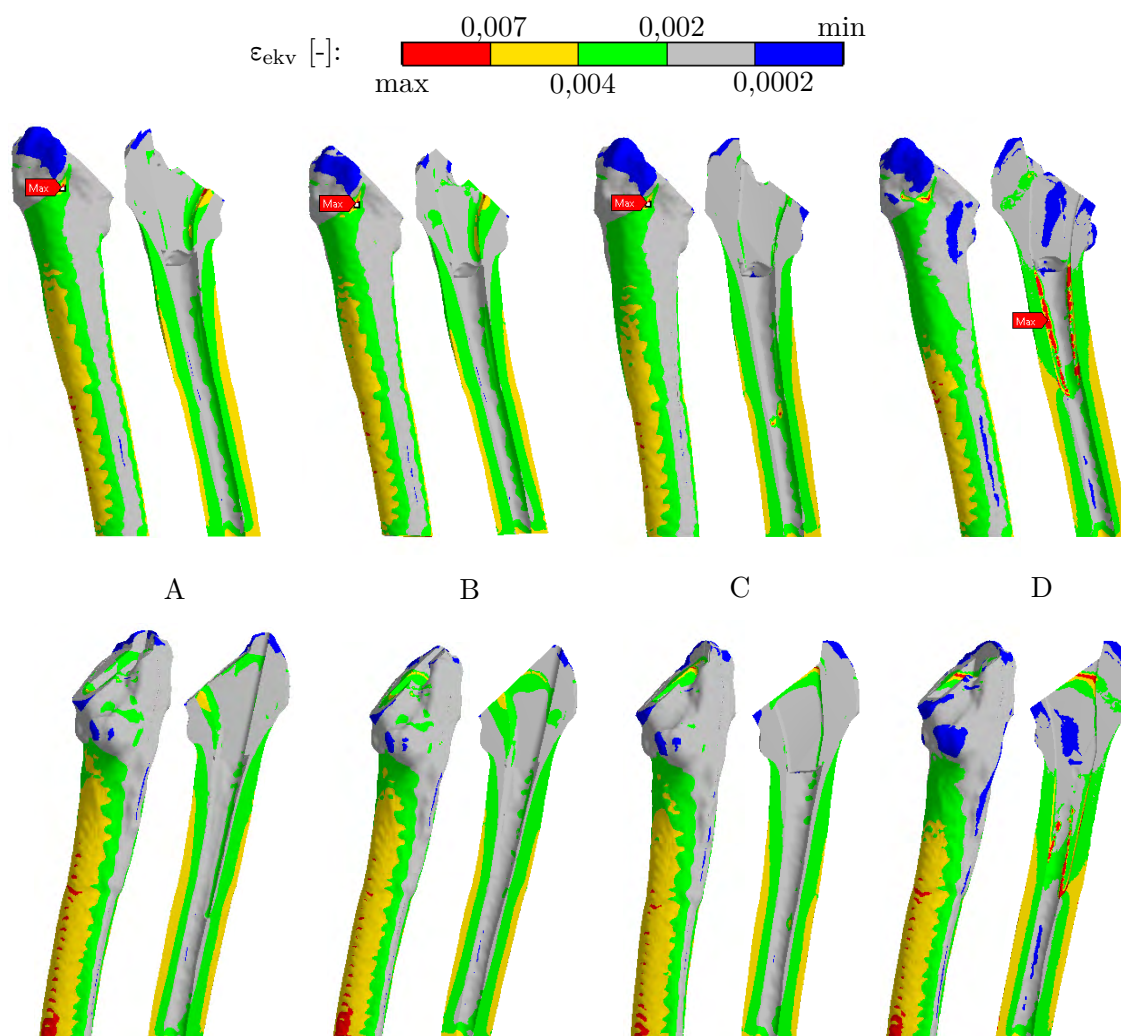 0,007 0,002 min
εekv [-]:
max 0,004 0,0002
Max Max Max
Max
A B C D